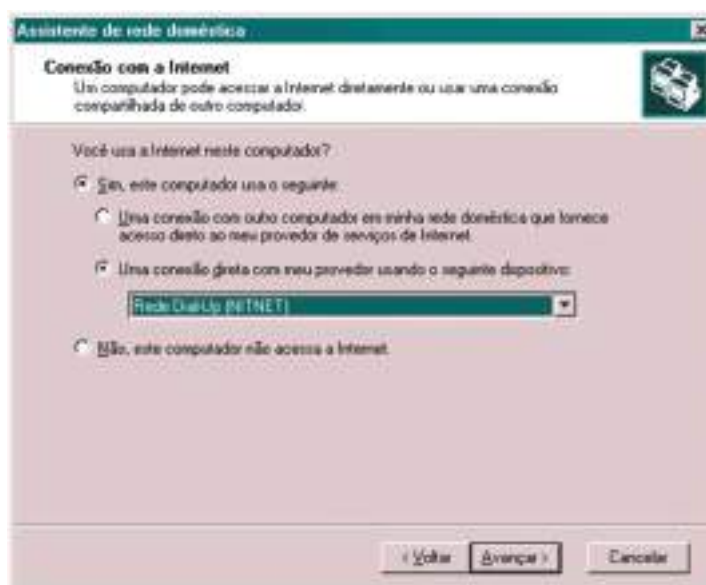 Assistente de rede doméstica
Conexão com a Internet
Um computador pode acessar a Internet diretamente ou usar uma conexão
compartilhada de outro computador.
Você usa a Internet neste computador?
Sim, este computador usa o seguinte:
Uma conexão com outro computador em minha rede doméstica que fornece
acesso direto ao meu provedor de serviços de Internet.
Uma conexão direta com meu provedor usando o seguinte dispositivo:
Rede Dial-Up (NITNET)
Não, este computador não acessa a Internet.
< Voltar
Avançar >
Cancelar